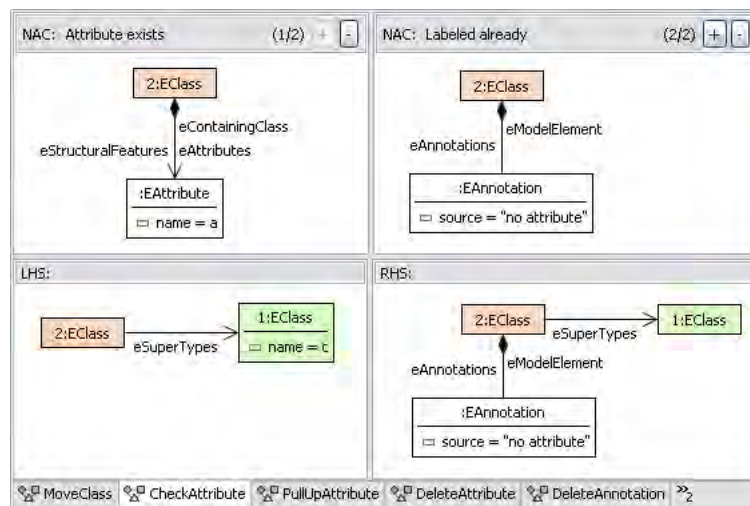 NAC: Attribute exists (1/2) + -
NAC: Labeled already (2/2) + -
2:EClass
eContainingClass
eStructuralFeatures eAttributes
:EAttribute
name = a
2:EClass
eModelElement
eAnnotations
:EAnnotation
source = "no attribute"
LHS:
2:EClass
eSuperTypes
1:EClass
name = c
RHS:
2:EClass
eSuperTypes
1:EClass
eAnnotations
eModelElement
:EAnnotation
source = "no attribute"
MoveClass CheckAttribute PullUpAttribute DeleteAttribute DeleteAnnotation »2